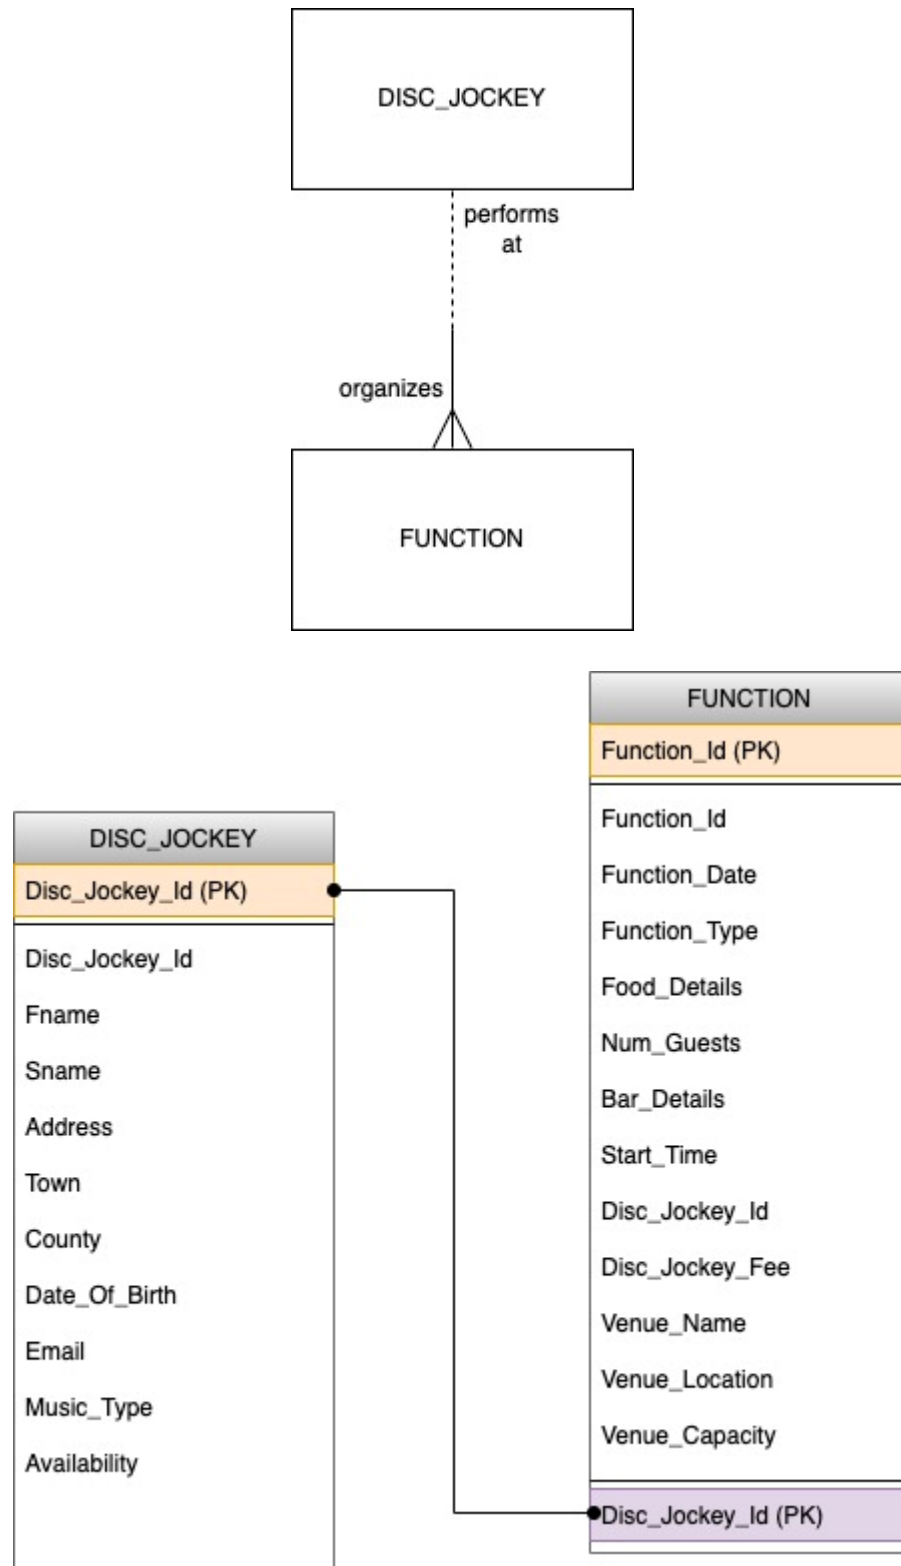 DISC_JOCKEY
performs
at
organizes
FUNCTION
DISC_JOCKEY
Disc_Jockey_Id (PK)
Disc_Jockey_Id
Fname
Sname
Address
Town
County
Date_Of_Birth
Email
Music_Type
Availability
FUNCTION
Function_Id (PK)
Function_Id
Function_Date
Function_Type
Food_Details
Num_Guests
Bar_Details
Start_Time
Disc_Jockey_Id
Disc_Jockey_Fee
Venue_Name
Venue_Location
Venue_Capacity
Disc_Jockey_Id (PK)